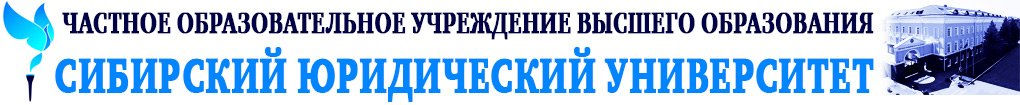 ЧАСТНОЕ ОБРАЗОВАТЕЛЬНОЕ УЧРЕЖДЕНИЕ ВЫСШЕГО ОБРАЗОВАНИЯ
СИБИРСКИЙ ЮРИДИЧЕСКИЙ УНИВЕРСИТЕТ